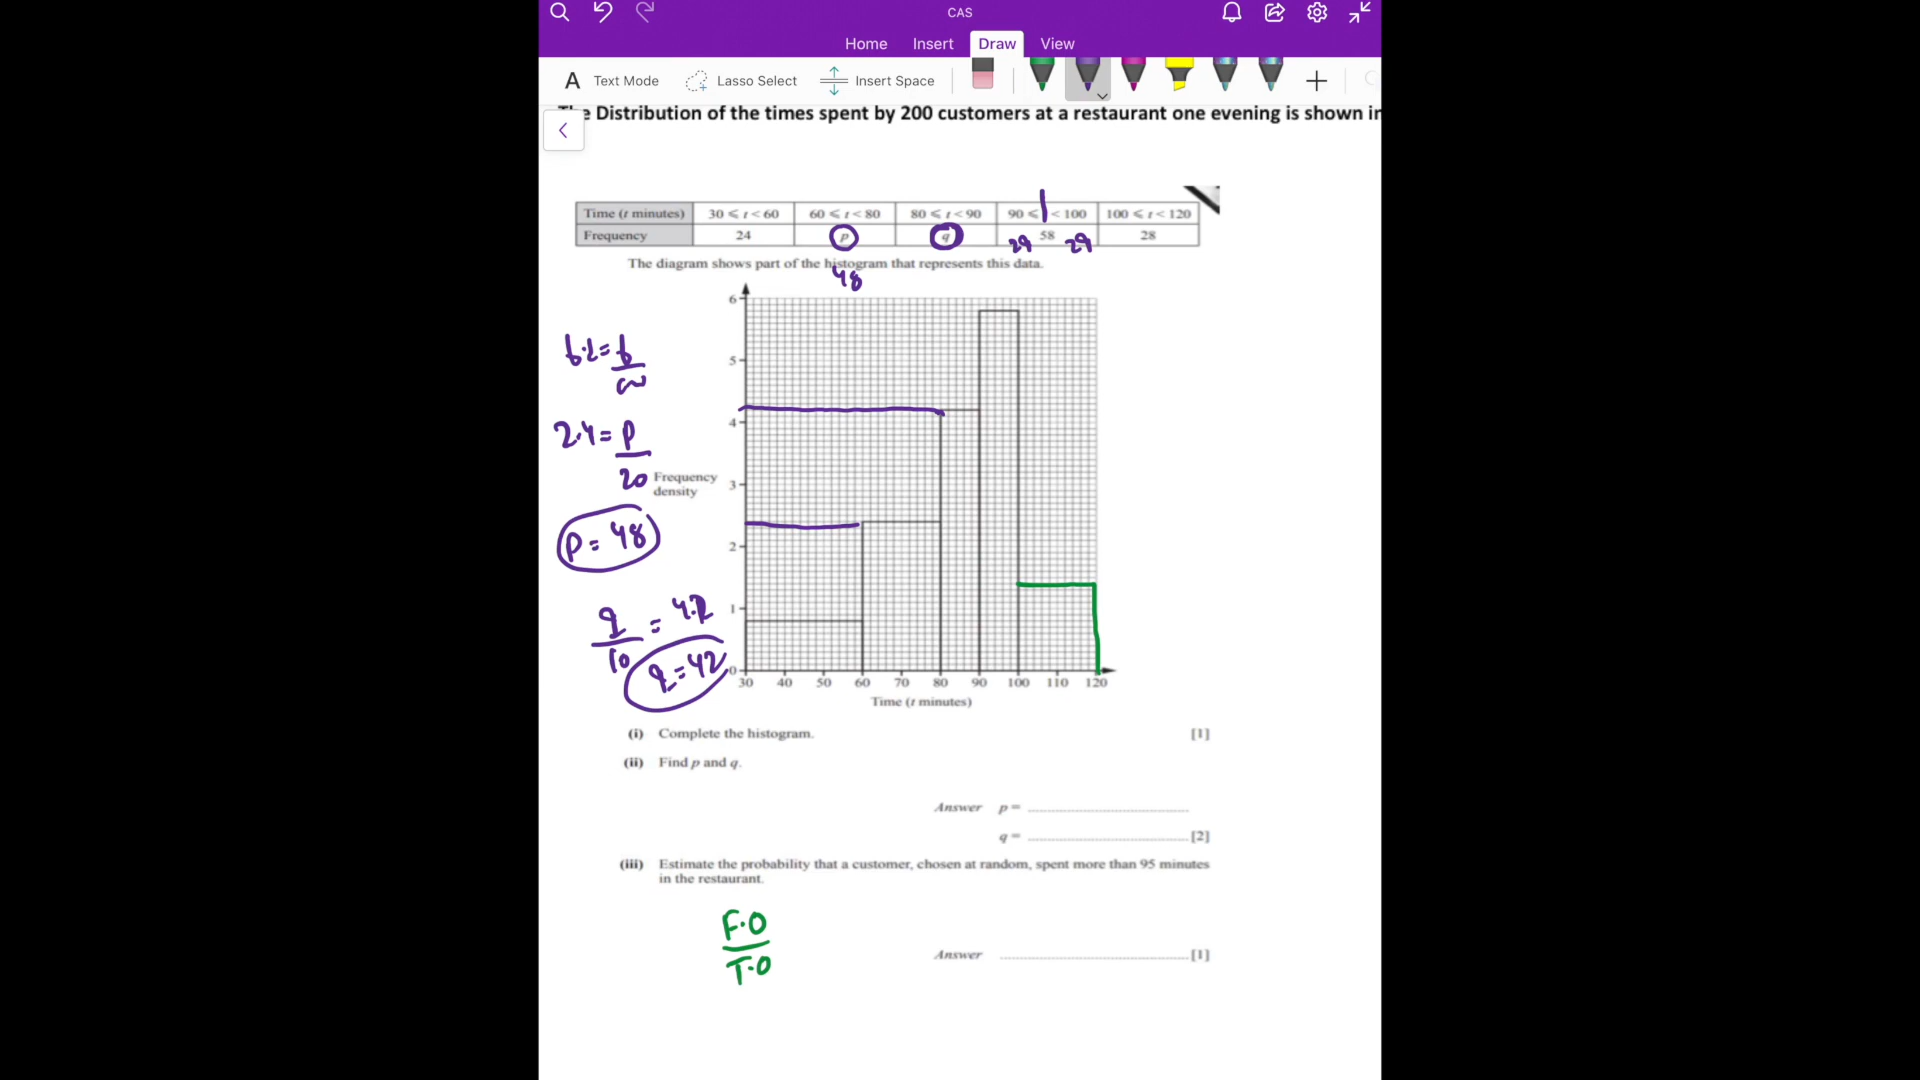 CAS
Home Insert Draw View
A Text Mode Lasso Select Insert Space
e Distribution of the times spent by 200 customers at a restaurant one evening is shown in
Time (t minutes) 30 ⩽ t < 60 60 ⩽ t < 80 80 ⩽ t < 90 90 ⩽ < 100 100 ⩽ t < 120
Frequency 24 p q 29 58 29 28
The diagram shows part of the histogram that represents this data.
48
6
5
4
3
2
1
0
Frequency
density
30 40 50 60 70 80 90 100 110 120
Time (t minutes)
2.4 = p
20
p = 48
q = 4.2
10
q = 42
(i) Complete the histogram. [1]
(ii) Find p and q.
Answer p =
q = [2]
(iii) Estimate the probability that a customer, chosen at random, spent more than 95 minutes
in the restaurant.
F.O
T.O
Answer [1]